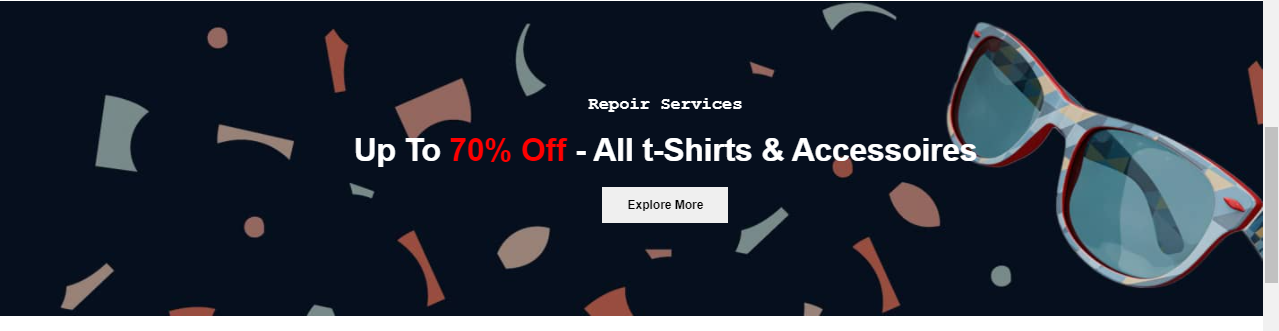 Repoir Services
Up To 70% Off - All t-Shirts & Accessoires
Explore More